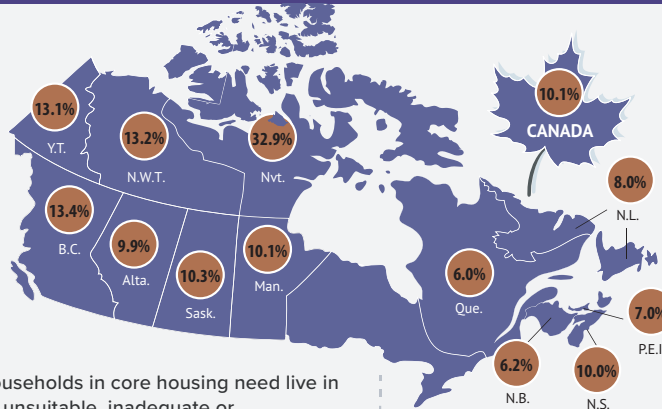 10.1%
CANADA
13.1%
Y.T.
13.2%
N.W.T.
32.9%
Nvt.
8.0%
N.L.
13.4%
B.C.
9.9%
Alta.
10.3%
Sask.
10.1%
Man.
6.0%
Que.
7.0%
P.E.I
6.2%
N.B.
10.0%
N.S.
households in core housing need live in
unsuitable, inadequate or